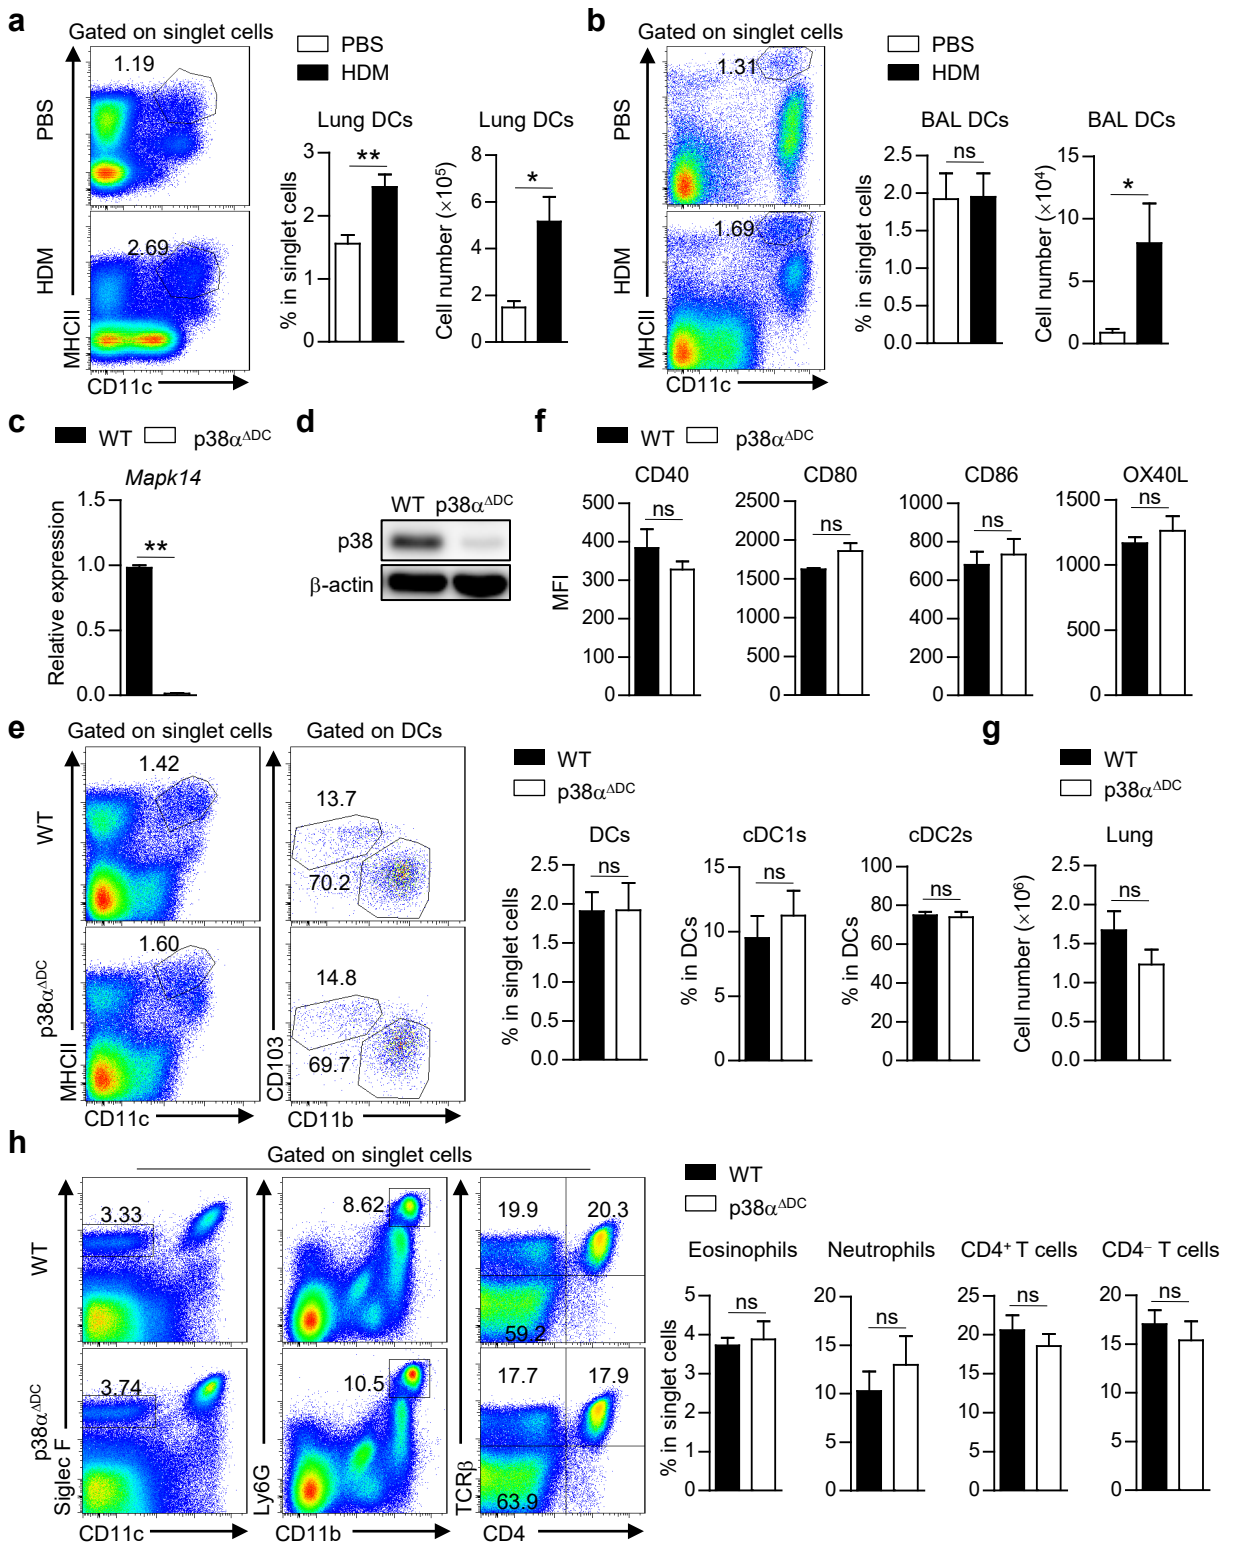 a
Gated on singlet cells
PBS
HDM
1.19
PBS
2.69
HDM
MHCII
CD11c
Lung DCs
**
3
2
1
0
% in singlet cells
Lung DCs
*
8
6
4
2
0
Cell number (×10⁵)
b
Gated on singlet cells
PBS
HDM
1.31
PBS
1.69
HDM
MHCII
CD11c
BAL DCs
ns
2.5
2.0
1.5
1.0
0.5
0.0
% in singlet cells
BAL DCs
*
15
10
5
0
Cell number (×10⁴)
c
WT p38α^ΔDC
Mapk14
1.5
1.0
0.5
0.0
**
Relative expression
d
WT p38α^ΔDC
p38
β-actin
f
WT p38α^ΔDC
CD40
ns
500
400
300
200
100
0
MFI
CD80
ns
2500
2000
1500
1000
500
0
CD86
ns
1000
800
600
400
200
0
OX40L
ns
1500
1000
500
0
e
Gated on singlet cells
Gated on DCs
1.42
WT
13.7
70.2
1.60
p38α^ΔDC
14.8
69.7
MHCII
CD11c
CD103
CD11b
WT
p38α^ΔDC
DCs
ns
2.5
2.0
1.5
1.0
0.5
0.0
% in singlet cells
cDC1s
ns
15
10
5
0
% in DCs
cDC2s
ns
100
80
60
40
20
0
% in DCs
g
WT
p38α^ΔDC
Lung
ns
2.5
2.0
1.5
1.0
0.5
0.0
Cell number (×10⁶)
h
Gated on singlet cells
WT
3.33
8.62
19.9 20.3
59.2
p38α^ΔDC
3.74
10.5
17.7 17.9
63.9
Siglec F
CD11c
Ly6G
CD11b
TCRβ
CD4
WT
p38α^ΔDC
Eosinophils
ns
5
4
3
2
1
0
% in singlet cells
Neutrophils
ns
20
15
10
5
0
CD4⁺ T cells
ns
25
20
15
10
5
0
CD4⁻ T cells
ns
20
15
10
5
0